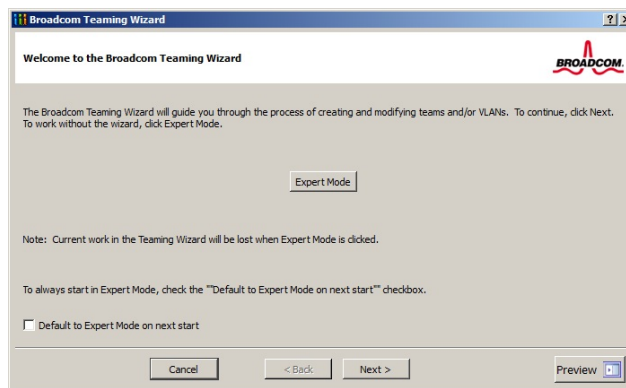 Broadcom Teaming Wizard
Welcome to the Broadcom Teaming Wizard
BROADCOM.
The Broadcom Teaming Wizard will guide you through the process of creating and modifying teams and/or VLANs. To continue, click Next.
To work without the wizard, click Expert Mode.
Expert Mode
Note: Current work in the Teaming Wizard will be lost when Expert Mode is clicked.
To always start in Expert Mode, check the ""Default to Expert Mode on next start"" checkbox.
Default to Expert Mode on next start
Cancel
< Back
Next >
Preview